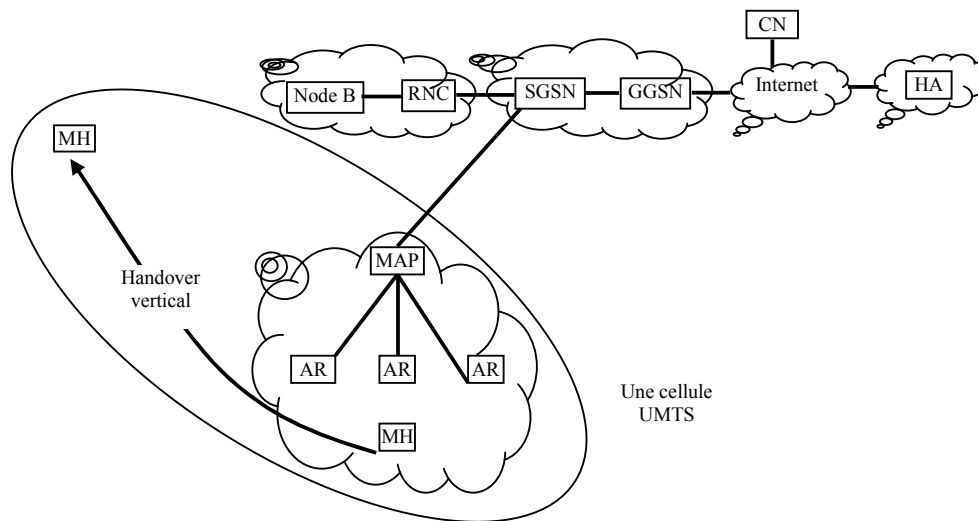 CN
Node B
RNC
SGSN
GGSN
Internet
HA
MH
MAP
Handover
vertical
AR
AR
AR
Une cellule
UMTS
MH